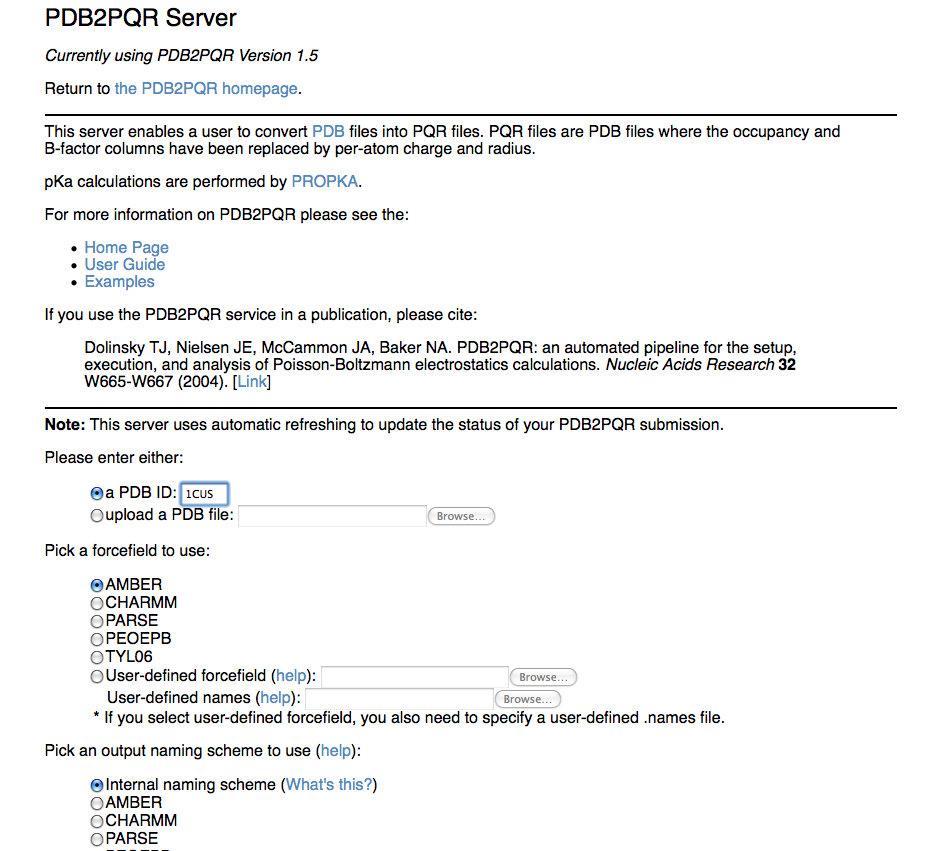 PDB2PQR Server
Currently using PDB2PQR Version 1.5
Return to the PDB2PQR homepage.
This server enables a user to convert PDB files into PQR files. PQR files are PDB files where the occupancy and
B-factor columns have been replaced by per-atom charge and radius.
pKa calculations are performed by PROPKA.
For more information on PDB2PQR please see the:
• Home Page
• User Guide
• Examples
If you use the PDB2PQR service in a publication, please cite:
Dolinsky TJ, Nielsen JE, McCammon JA, Baker NA. PDB2PQR: an automated pipeline for the setup,
execution, and analysis of Poisson-Boltzmann electrostatics calculations. Nucleic Acids Research 32
W665-W667 (2004). [Link]
Note: This server uses automatic refreshing to update the status of your PDB2PQR submission.
Please enter either:
a PDB ID: 1CUS
upload a PDB file: Browse...
Pick a forcefield to use:
AMBER
CHARMM
PARSE
PEOEPB
TYL06
User-defined forcefield (help): Browse...
User-defined names (help): Browse...
* If you select user-defined forcefield, you also need to specify a user-defined .names file.
Pick an output naming scheme to use (help):
Internal naming scheme (What's this?)
AMBER
CHARMM
PARSE